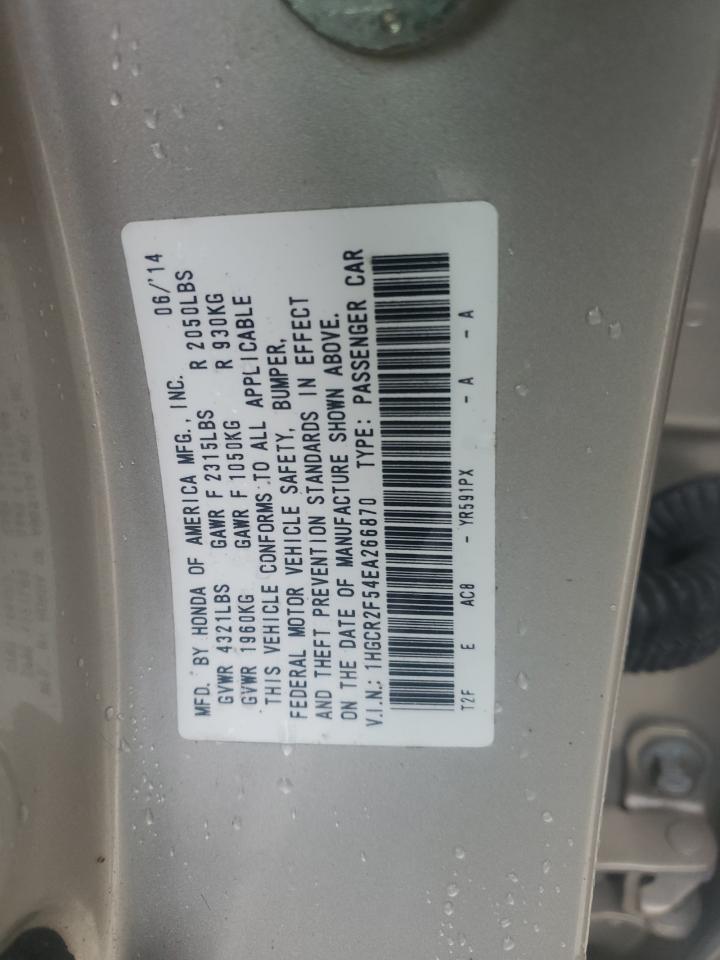 MFD. BY HONDA OF AMERICA MFG., INC. 06/'14
GVWR 4321LBS GAWR F 2315LBS R 2050LBS
GVWR 1960KG GAWR F 1050KG R 930KG
THIS VEHICLE CONFORMS TO ALL APPLICABLE
FEDERAL MOTOR VEHICLE SAFETY, BUMPER,
AND THEFT PREVENTION STANDARDS IN EFFECT
ON THE DATE OF MANUFACTURE SHOWN ABOVE.
V.I.N.: 1HGCR2F54EA266870 TYPE: PASSENGER CAR
T2F E AC8 - YR591PX - A - A